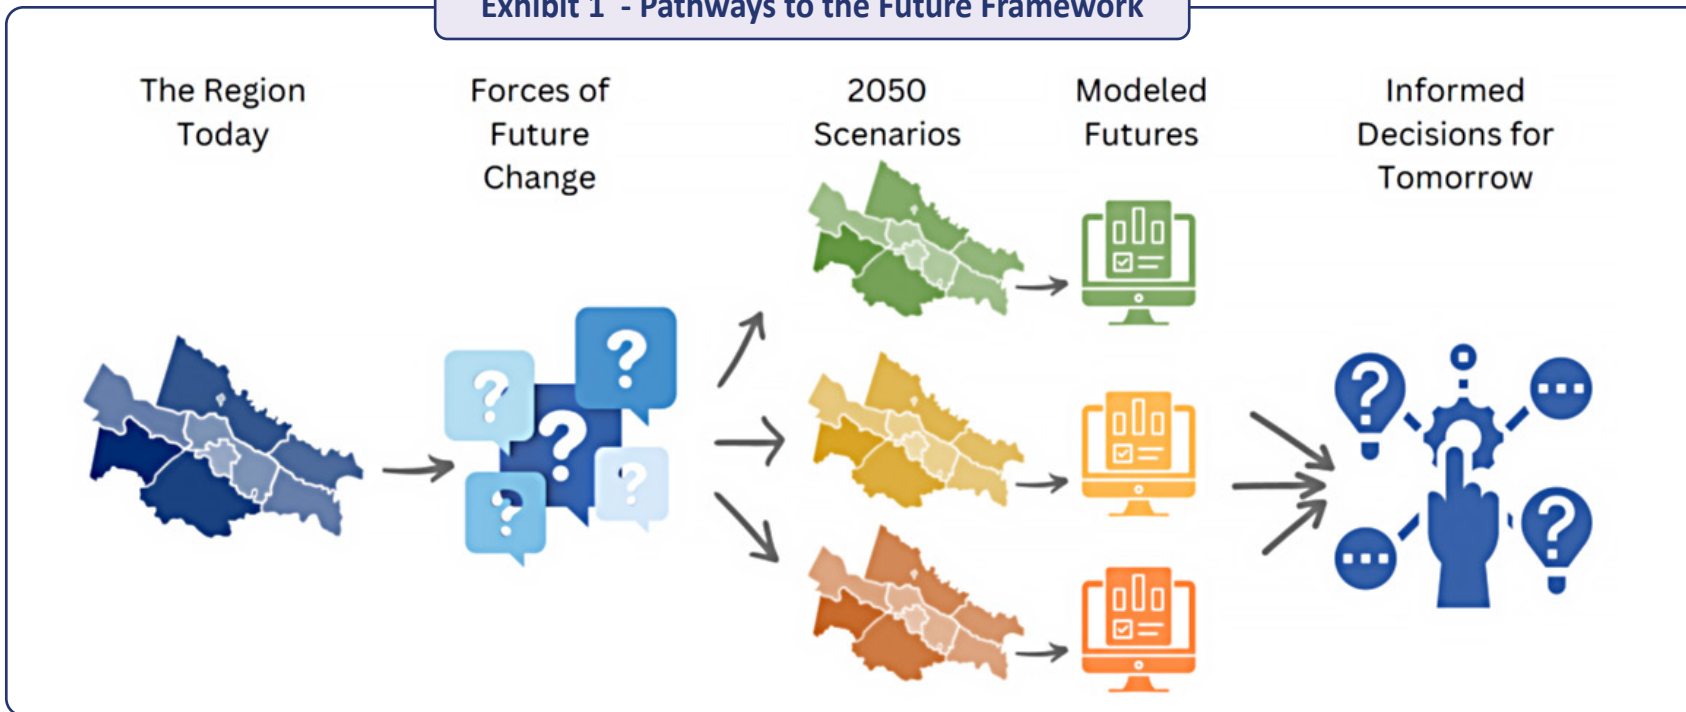 Exhibit 1 - Pathways to the Future Framework
The Region
Today
Forces of
Future
Change
2050
Scenarios
Modeled
Futures
Informed
Decisions for
Tomorrow